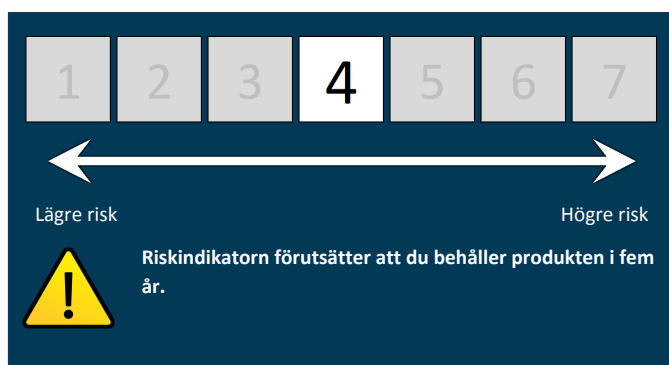 1 2 3 4 5 6 7
Lägre risk Högre risk
Riskindikatorn förutsätter att du behåller produkten i fem
år.